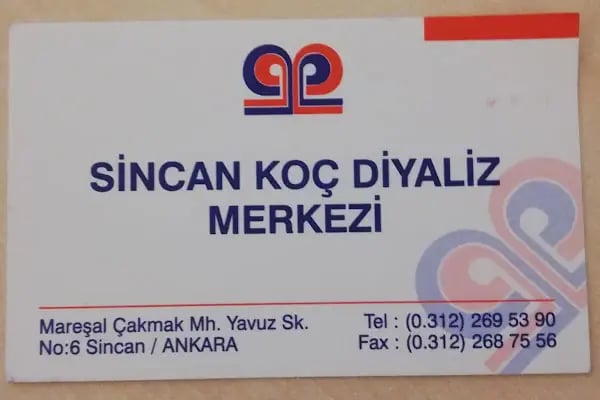 SİNCAN KOÇ DİYALİZ
MERKEZİ
Mareşal Çakmak Mh. Yavuz Sk.
No:6 Sincan / ANKARA
Tel : (0.312) 269 53 90
Fax : (0.312) 268 75 56